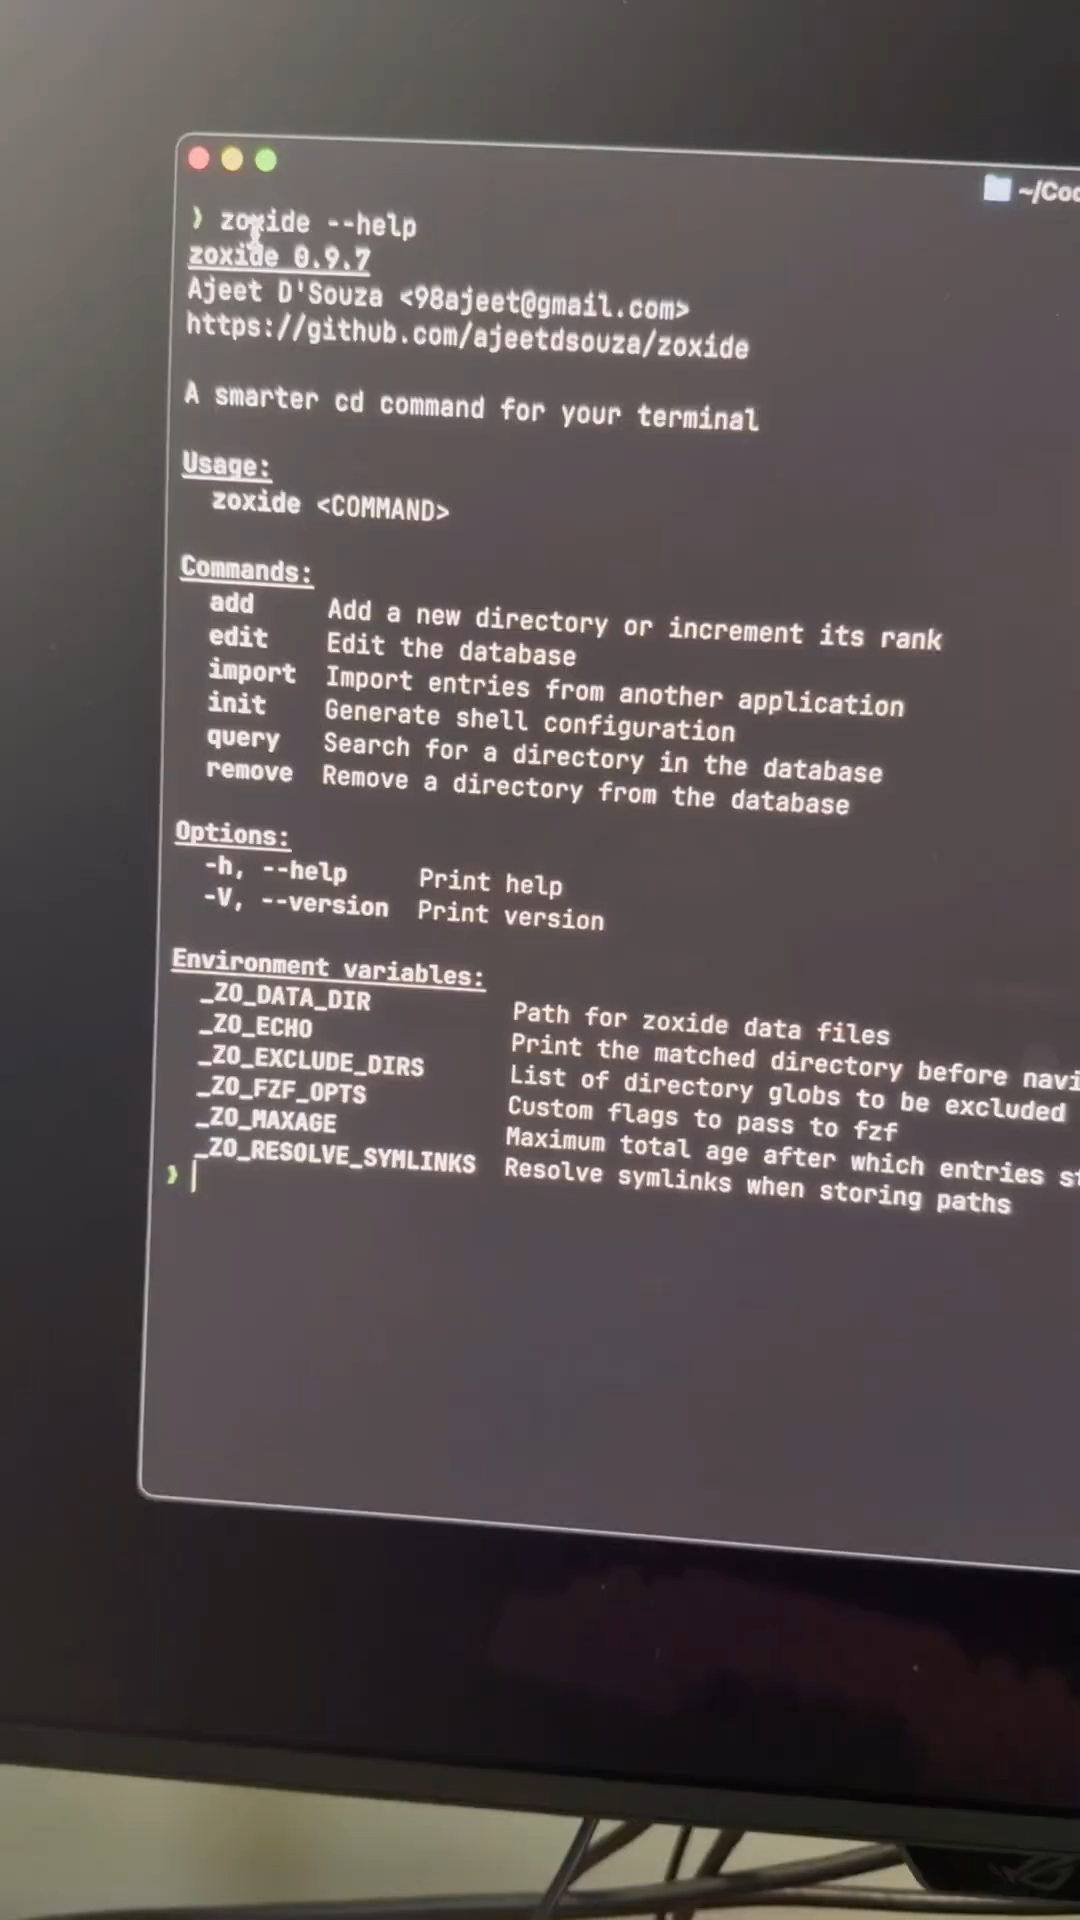 ~/Cod
❯ zoxide --help
zoxide 0.9.7
Ajeet D'Souza <98ajeet@gmail.com>
https://github.com/ajeetdsouza/zoxide
A smarter cd command for your terminal
Usage:
zoxide <COMMAND>
Commands:
add Add a new directory or increment its rank
edit Edit the database
import Import entries from another application
init Generate shell configuration
query Search for a directory in the database
remove Remove a directory from the database
Options:
-h, --help Print help
-V, --version Print version
Environment variables:
_ZO_DATA_DIR Path for zoxide data files
_ZO_ECHO Print the matched directory before navi
_ZO_EXCLUDE_DIRS List of directory globs to be excluded
_ZO_FZF_OPTS Custom flags to pass to fzf
_ZO_MAXAGE Maximum total age after which entries st
_ZO_RESOLVE_SYMLINKS Resolve symlinks when storing paths
❯